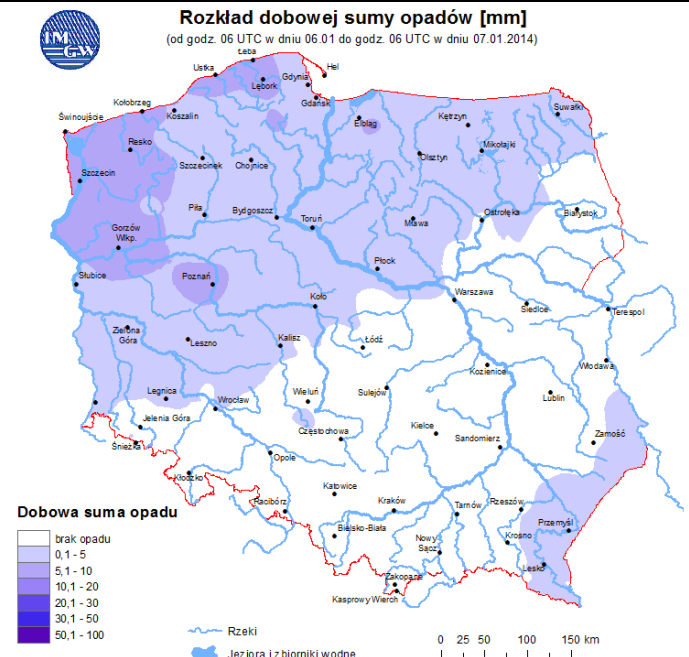 Rozkład dobowej sumy opadów [mm]
(od godz. 06 UTC w dniu 06.01 do godz. 06 UTC w dniu 07.01.2014)
IM
GW
Łeba
Ustka
Hel
Gdynia
Lębork
Gdańsk
Kołobrzeg
Koszalin
Suwałki
Świnoujście
Elbląg
Kętrzyn
Resko
Mikołajki
Szczecinek
Chojnice
Olsztyn
Szczecin
Piła
Bydgoszcz
Toruń
Mława
Ostrołęka
Białystok
Gorzów
Wlkp.
Płock
Słubice
Poznań
Koło
Warszawa
Siedlce
Terespol
Zielona
Góra
Leszno
Kalisz
Łódź
Kozienice
Włodawa
Legnica
Wrocław
Wieluń
Sulejów
Lublin
Jelenia Góra
Częstochowa
Kielce
Sandomierz
Zamość
Śnieżka
Opole
Kłodzko
Katowice
Racibórz
Kraków
Tarnów
Rzeszów
Przemyśl
Bielsko-Biała
Nowy
Sącz
Krosno
Lesko
Zakopane
Kasprowy Wierch
Dobowa suma opadu
brak opadu
0,1 - 5
5,1 - 10
10,1 - 20
20,1 - 30
30,1 - 50
50,1 - 100
Rzeki
Jeziora i zbiorniki wodne
0 25 50 100 150 km